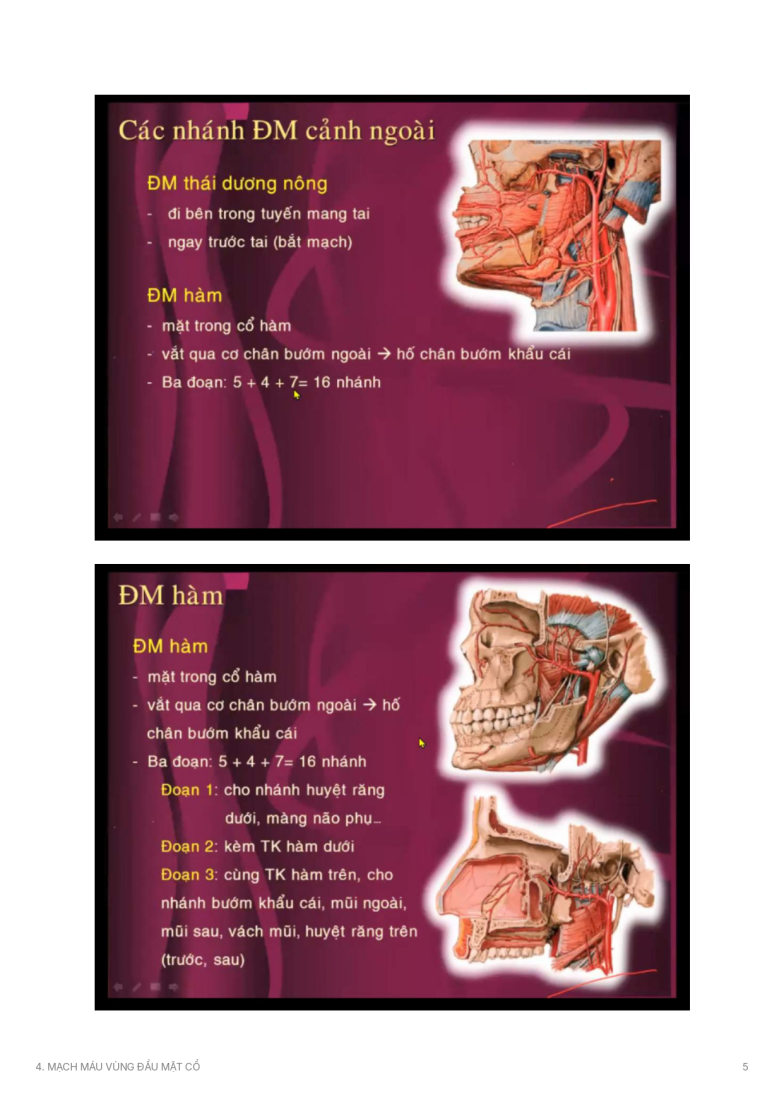 Các nhánh ĐM cảnh ngoài
ĐM thái dương nông
- đi bên trong tuyến mang tai
- ngay trước tai (bắt mạch)
ĐM hàm
- mặt trong cổ hàm
- vắt qua cơ chân bướm ngoài → hố chân bướm khẩu cái
- Ba đoạn: 5 + 4 + 7= 16 nhánh
ĐM hàm
ĐM hàm
- mặt trong cổ hàm
- vắt qua cơ chân bướm ngoài → hố
chân bướm khẩu cái
- Ba đoạn: 5 + 4 + 7= 16 nhánh
Đoạn 1: cho nhánh huyệt răng
dưới, màng não phụ...
Đoạn 2: kèm TK hàm dưới
Đoạn 3: cùng TK hàm trên, cho
nhánh bướm khẩu cái, mũi ngoài,
mũi sau, vách mũi, huyệt răng trên
(trước, sau)
4. MẠCH MÁU VÙNG ĐẦU MẶT CỔ
5